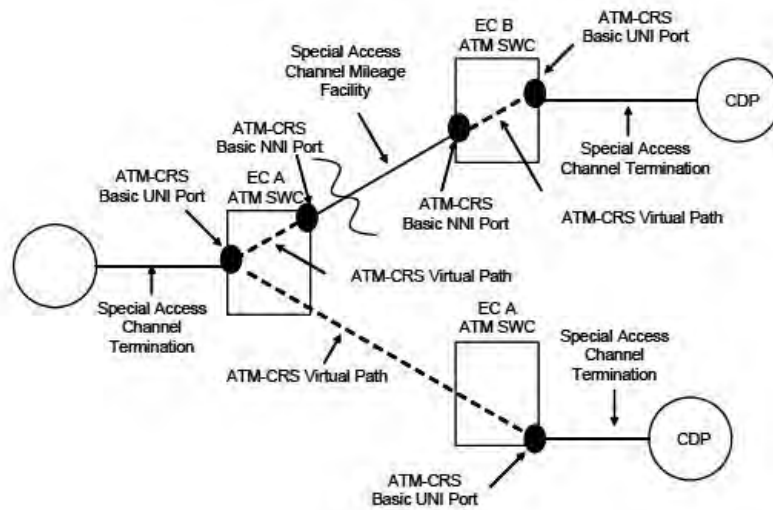 EC B
ATM SWC
ATM-CRS
Basic UNI Port
Special Access
Channel Mileage
Facility
CDP
ATM-CRS
Basic NNI Port
Special Access
Channel Termination
EC A
ATM SWC
ATM-CRS
Basic UNI Port
ATM-CRS
Basic NNI Port
ATM-CRS Virtual Path
ATM-CRS Virtual Path
Special Access
Channel
Termination
EC A
ATM SWC
Special Access
Channel
Termination
ATM-CRS Virtual Path
CDP
ATM-CRS
Basic UNI Port